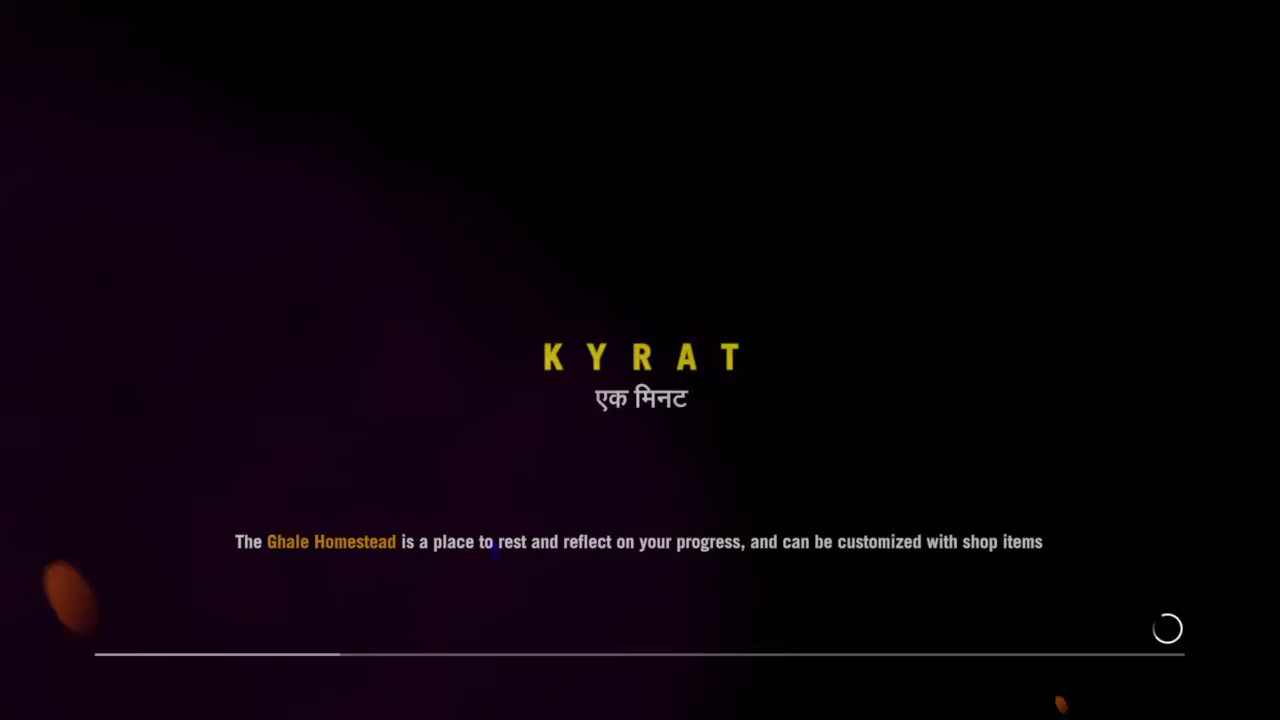 KYRAT
एक मिनट
The Ghale Homestead is a place to rest and reflect on your progress, and can be customized with shop items